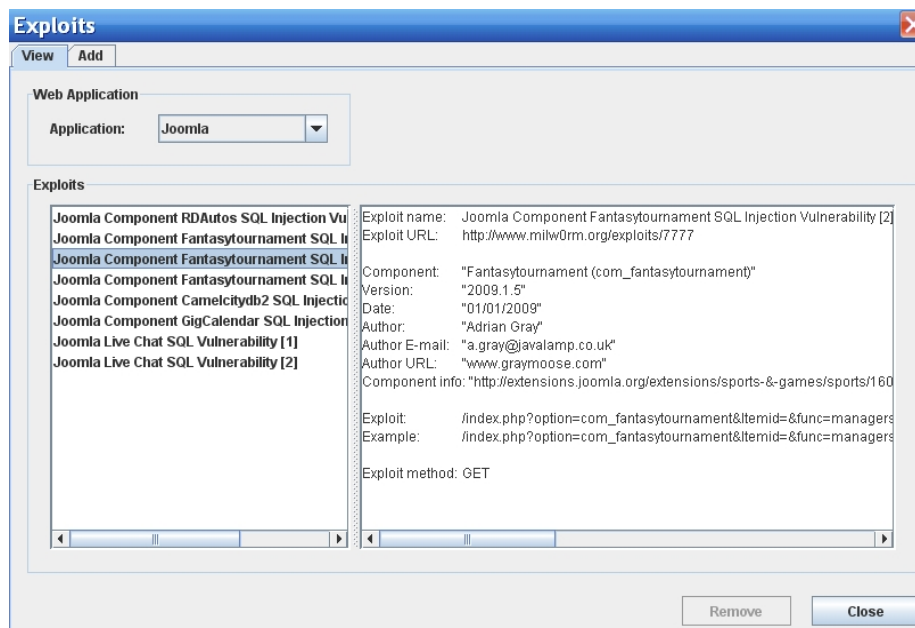 Exploits
View Add
Web Application
Application: Joomla
Exploits
Joomla Component RDAutos SQL Injection Vu
Joomla Component Fantasytournament SQL
Joomla Component Fantasytournament SQL
Joomla Component Fantasytournament SQL
Joomla Component Camelcitydb2 SQL Injectio
Joomla Component GigCalendar SQL Injection
Joomla Live Chat SQL Vulnerability [1]
Joomla Live Chat SQL Vulnerability [2]
Exploit name: Joomla Component Fantasytournament SQL Injection Vulnerability [2]
Exploit URL: http://www.milw0rm.org/exploits/7777
Component: "Fantasytournament (com_fantasytournament)"
Version: "2009.1.5"
Date: "01/01/2009"
Author: "Adrian Gray"
Author E-mail: "a.gray@javalamp.co.uk"
Author URL: "www.graymoose.com"
Component info: "http://extensions.joomla.org/extensions/sports-&-games/sports/160
Exploit: /index.php?option=com_fantasytournament&Itemid=&func=managers
Example: /index.php?option=com_fantasytournament&Itemid=&func=managers
Exploit method: GET
Remove Close